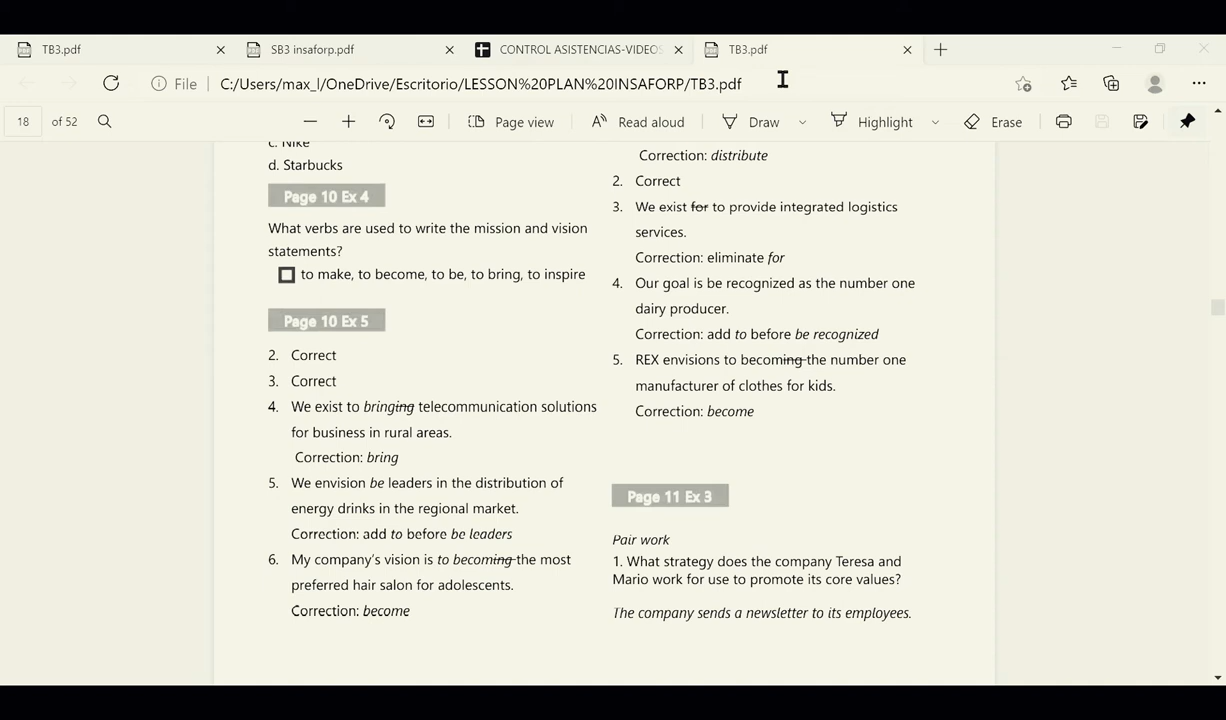 TB3.pdf
SB3 insaforp.pdf
CONTROL ASISTENCIAS-VIDEOS
TB3.pdf
File
C:/Users/max_l/OneDrive/Escritorio/LESSON%20PLAN%20INSAFORP/TB3.pdf
18 of 52
Page view
Read aloud
Draw
Highlight
Erase
c. Nike
d. Starbucks
Page 10 Ex 4
What verbs are used to write the mission and vision
statements?
to make, to become, to be, to bring, to inspire
Page 10 Ex 5
2. Correct
3. Correct
4. We exist to bringing telecommunication solutions
for business in rural areas.
Correction: bring
5. We envision be leaders in the distribution of
energy drinks in the regional market.
Correction: add to before be leaders
6. My company's vision is to becoming the most
preferred hair salon for adolescents.
Correction: become
Correction: distribute
2. Correct
3. We exist for to provide integrated logistics
services.
Correction: eliminate for
4. Our goal is be recognized as the number one
dairy producer.
Correction: add to before be recognized
5. REX envisions to becoming the number one
manufacturer of clothes for kids.
Correction: become
Page 11 Ex 3
Pair work
1. What strategy does the company Teresa and
Mario work for use to promote its core values?
The company sends a newsletter to its employees.